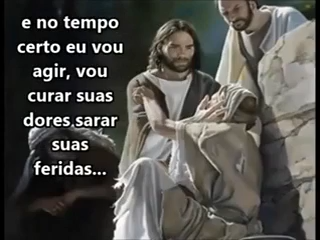 e no tempo
certo eu vou
agir, vou
curar suas
dores sarar
suas
feridas...